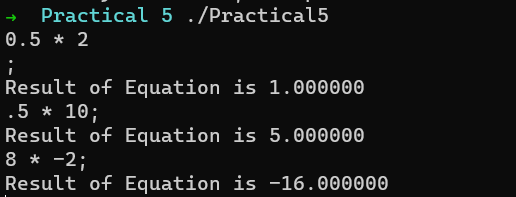 → Practical 5 ./Practical5
0.5 * 2
;
Result of Equation is 1.000000
.5 * 10;
Result of Equation is 5.000000
8 * -2;
Result of Equation is -16.000000